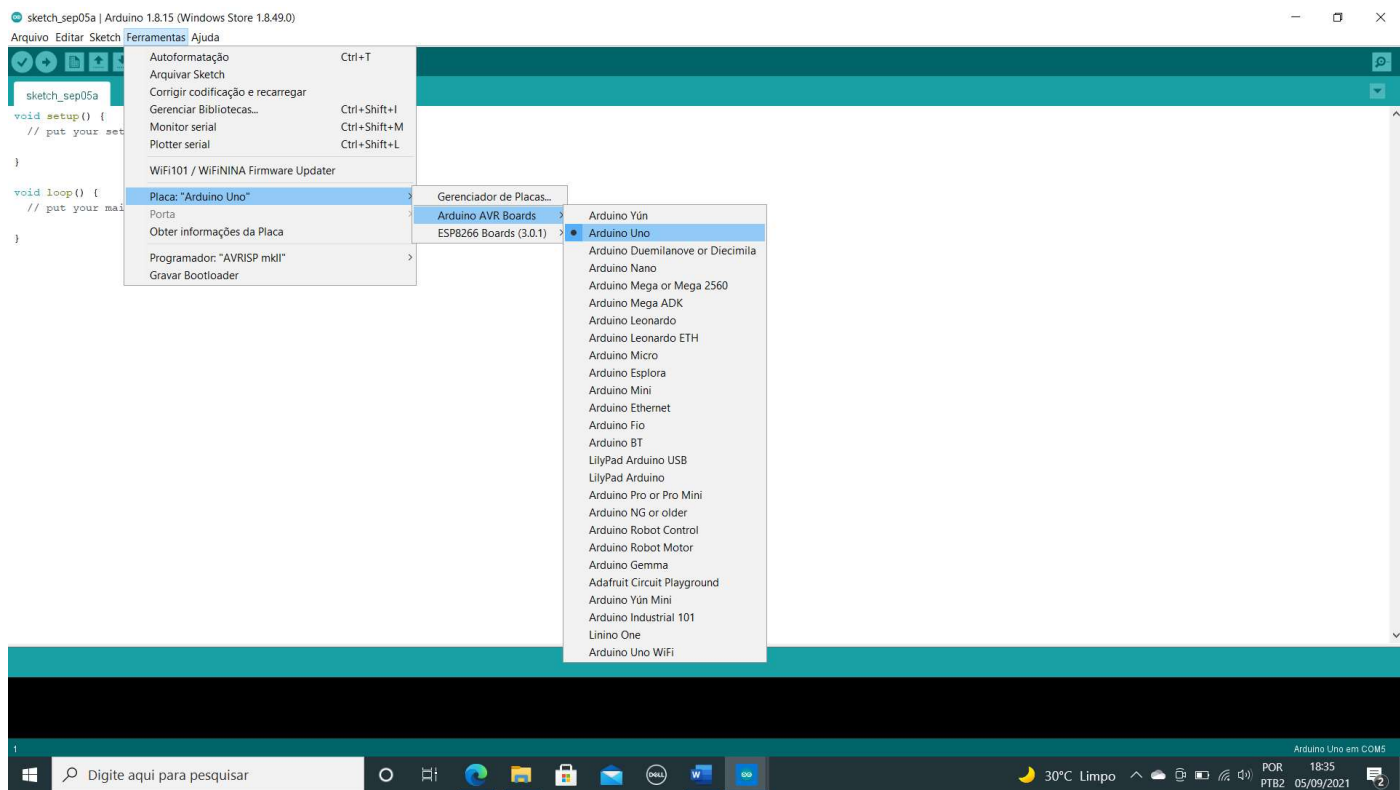 sketch_sep05a | Arduino 1.8.15 (Windows Store 1.8.49.0)
Arquivo Editar Sketch Ferramentas Ajuda
sketch_sep05a
void setup() {
// put your set
}
void loop() {
// put your mai
}
Autoformatação Ctrl+T
Arquivar Sketch
Corrigir codificação e recarregar
Gerenciar Bibliotecas... Ctrl+Shift+I
Monitor serial Ctrl+Shift+M
Plotter serial Ctrl+Shift+L
WiFi101 / WiFiNINA Firmware Updater
Placa: "Arduino Uno"
Porta
Obter informações da Placa
Programador: "AVRISP mkII"
Gravar Bootloader
Gerenciador de Placas...
Arduino AVR Boards
ESP8266 Boards (3.0.1)
Arduino Yún
Arduino Uno
Arduino Duemilanove or Diecimila
Arduino Nano
Arduino Mega or Mega 2560
Arduino Mega ADK
Arduino Leonardo
Arduino Leonardo ETH
Arduino Micro
Arduino Esplora
Arduino Mini
Arduino Ethernet
Arduino Fio
Arduino BT
LilyPad Arduino USB
LilyPad Arduino
Arduino Pro or Pro Mini
Arduino NG or older
Arduino Robot Control
Arduino Robot Motor
Arduino Gemma
Adafruit Circuit Playground
Arduino Yún Mini
Arduino Industrial 101
Linino One
Arduino Uno WiFi
1
Arduino Uno em COM5
Digite aqui para pesquisar
DELL
W
30°C Limpo
POR
PTB2
18:35
05/09/2021
2